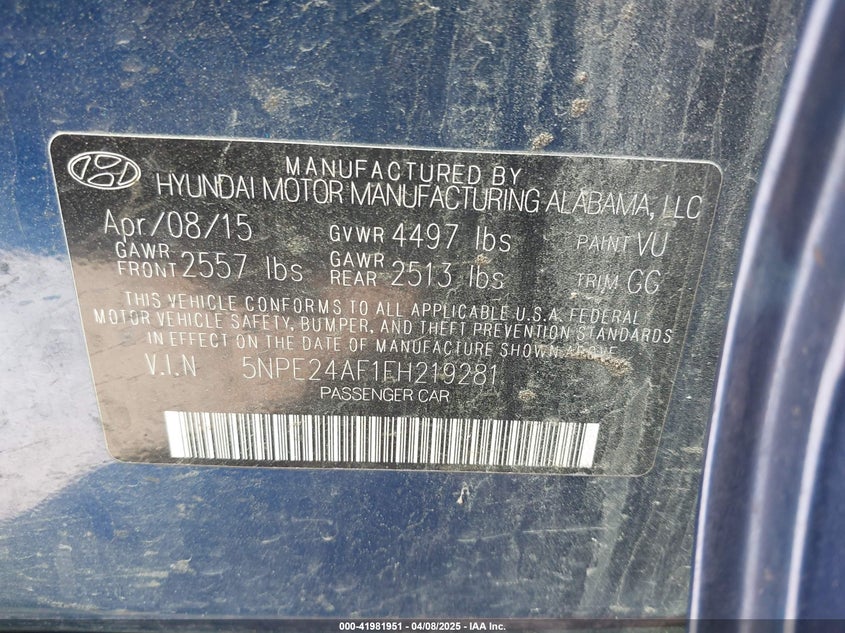 MANUFACTURED BY
HYUNDAI MOTOR MANUFACTURING ALABAMA, LLC
Apr/08/15 GVWR 4497 lbs PAINT VU
GAWR FRONT 2557 lbs GAWR REAR 2513 lbs TRIM GG
THIS VEHICLE CONFORMS TO ALL APPLICABLE U.S.A. FEDERAL
MOTOR VEHICLE SAFETY, BUMPER, AND THEFT PREVENTION STANDARDS
IN EFFECT ON THE DATE OF MANUFACTURE SHOWN ABOVE.
V.I.N 5NPE24AF1FH219281
PASSENGER CAR
000-41981951 - 04/08/2025 - IAA Inc.